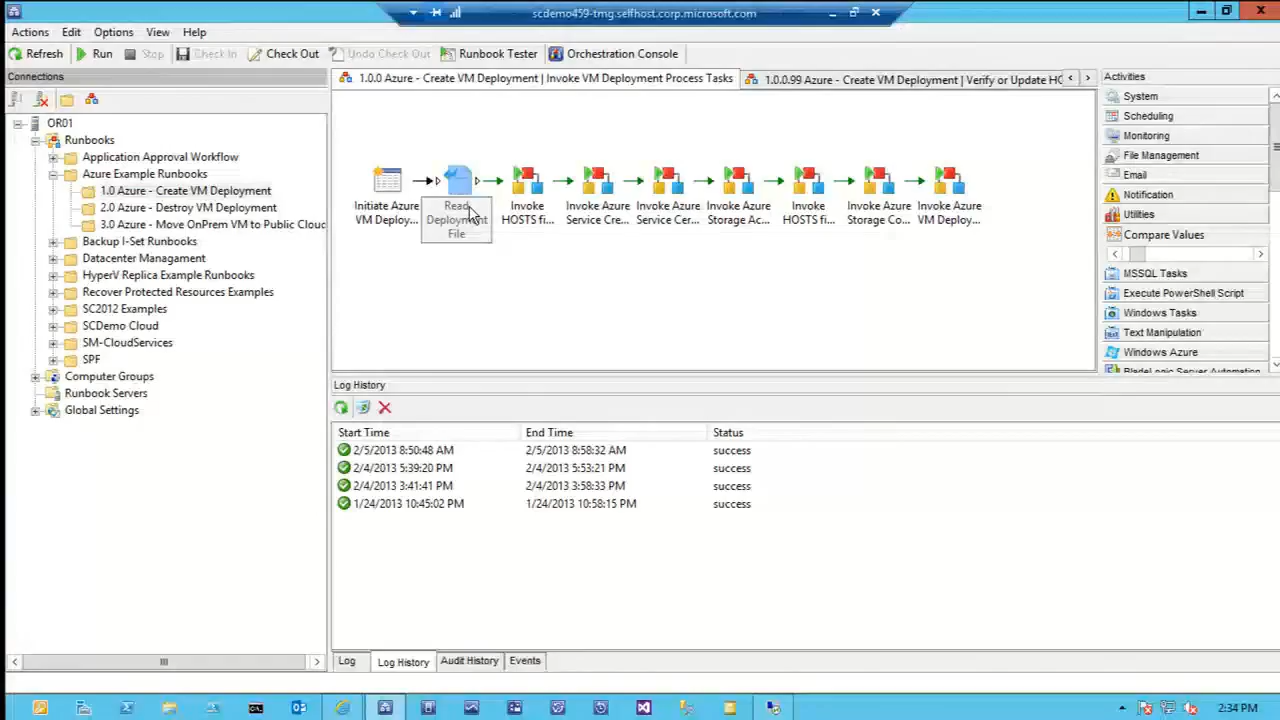 scdemo459-tmg.selfhost.corp.microsoft.com
Actions Edit Options View Help
Refresh Run Stop Check In Check Out Undo Check Out Runbook Tester Orchestration Console
Connections
OR01
Runbooks
Application Approval Workflow
Azure Example Runbooks
1.0 Azure - Create VM Deployment
2.0 Azure - Destroy VM Deployment
3.0 Azure - Move OnPrem VM to Public Cloud
Backup I-Set Runbooks
Datacenter Managament
HyperV Replica Example Runbooks
Recover Protected Resources Examples
SC2012 Examples
SCDemo Cloud
SM-CloudServices
SPF
Computer Groups
Runbook Servers
Global Settings
1.0.0 Azure - Create VM Deployment | Invoke VM Deployment Process Tasks
1.0.0.99 Azure - Create VM Deployment | Verify or Update HO
Initiate Azure
VM Deploy...
Read
Deployment
File
Invoke
HOSTS fi...
Invoke Azure
Service Cre...
Invoke Azure
Service Cer...
Invoke Azure
Storage Ac...
Invoke
HOSTS fi...
Invoke Azure
Storage Co...
Invoke Azure
VM Deploy...
Activities
System
Scheduling
Monitoring
File Management
Email
Notification
Utilities
Compare Values
MSSQL Tasks
Execute PowerShell Script
Windows Tasks
Text Manipulation
Windows Azure
BladeLogic Server Automation
Log History
Start Time End Time Status
2/5/2013 8:50:48 AM 2/5/2013 8:58:32 AM success
2/4/2013 5:39:20 PM 2/4/2013 5:53:21 PM success
2/4/2013 3:41:41 PM 2/4/2013 3:58:33 PM success
1/24/2013 10:45:02 PM 1/24/2013 10:58:15 PM success
Log Log History Audit History Events
2:34 PM